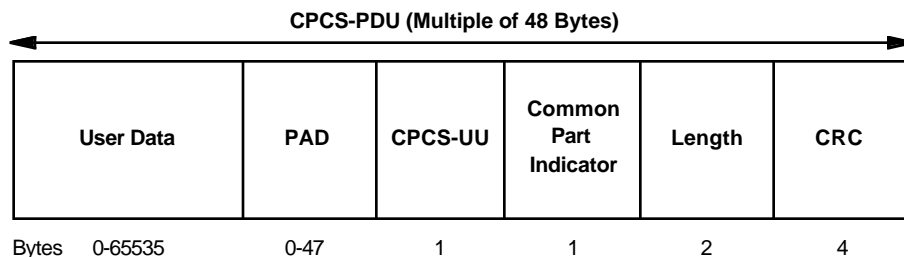 CPCS-PDU (Multiple of 48 Bytes)
User Data PAD CPCS-UU Common Part Indicator Length CRC
Bytes 0-65535 0-47 1 1 2 4